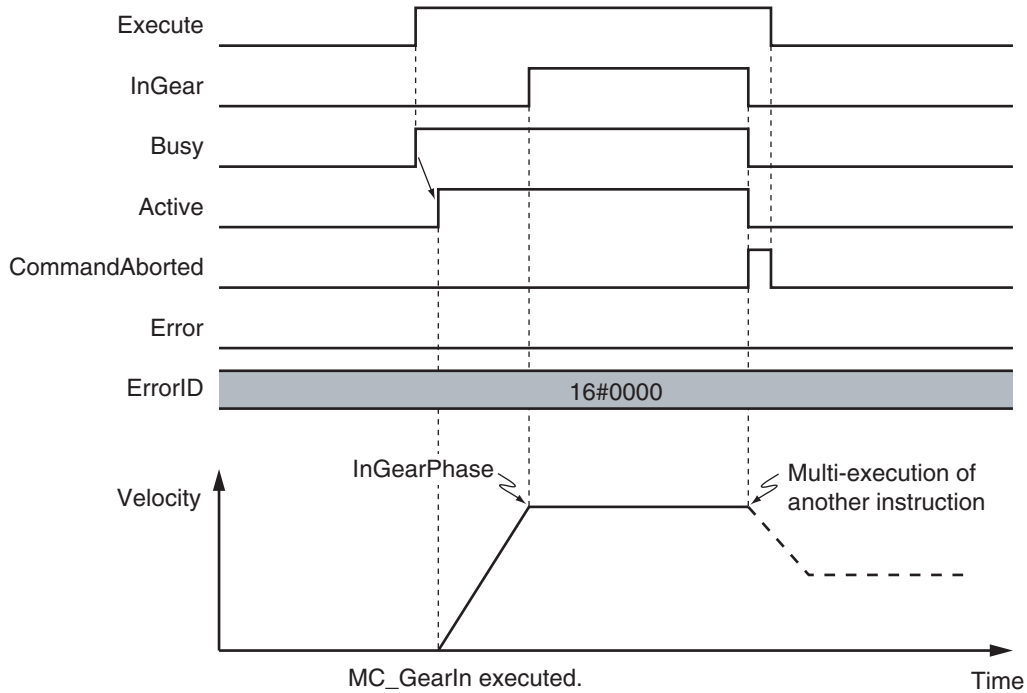 Execute
InGear
Busy
Active
CommandAborted
Error
ErrorID
16#0000
InGearPhase
Multi-execution of
another instruction
Velocity
MC_GearIn executed.
Time